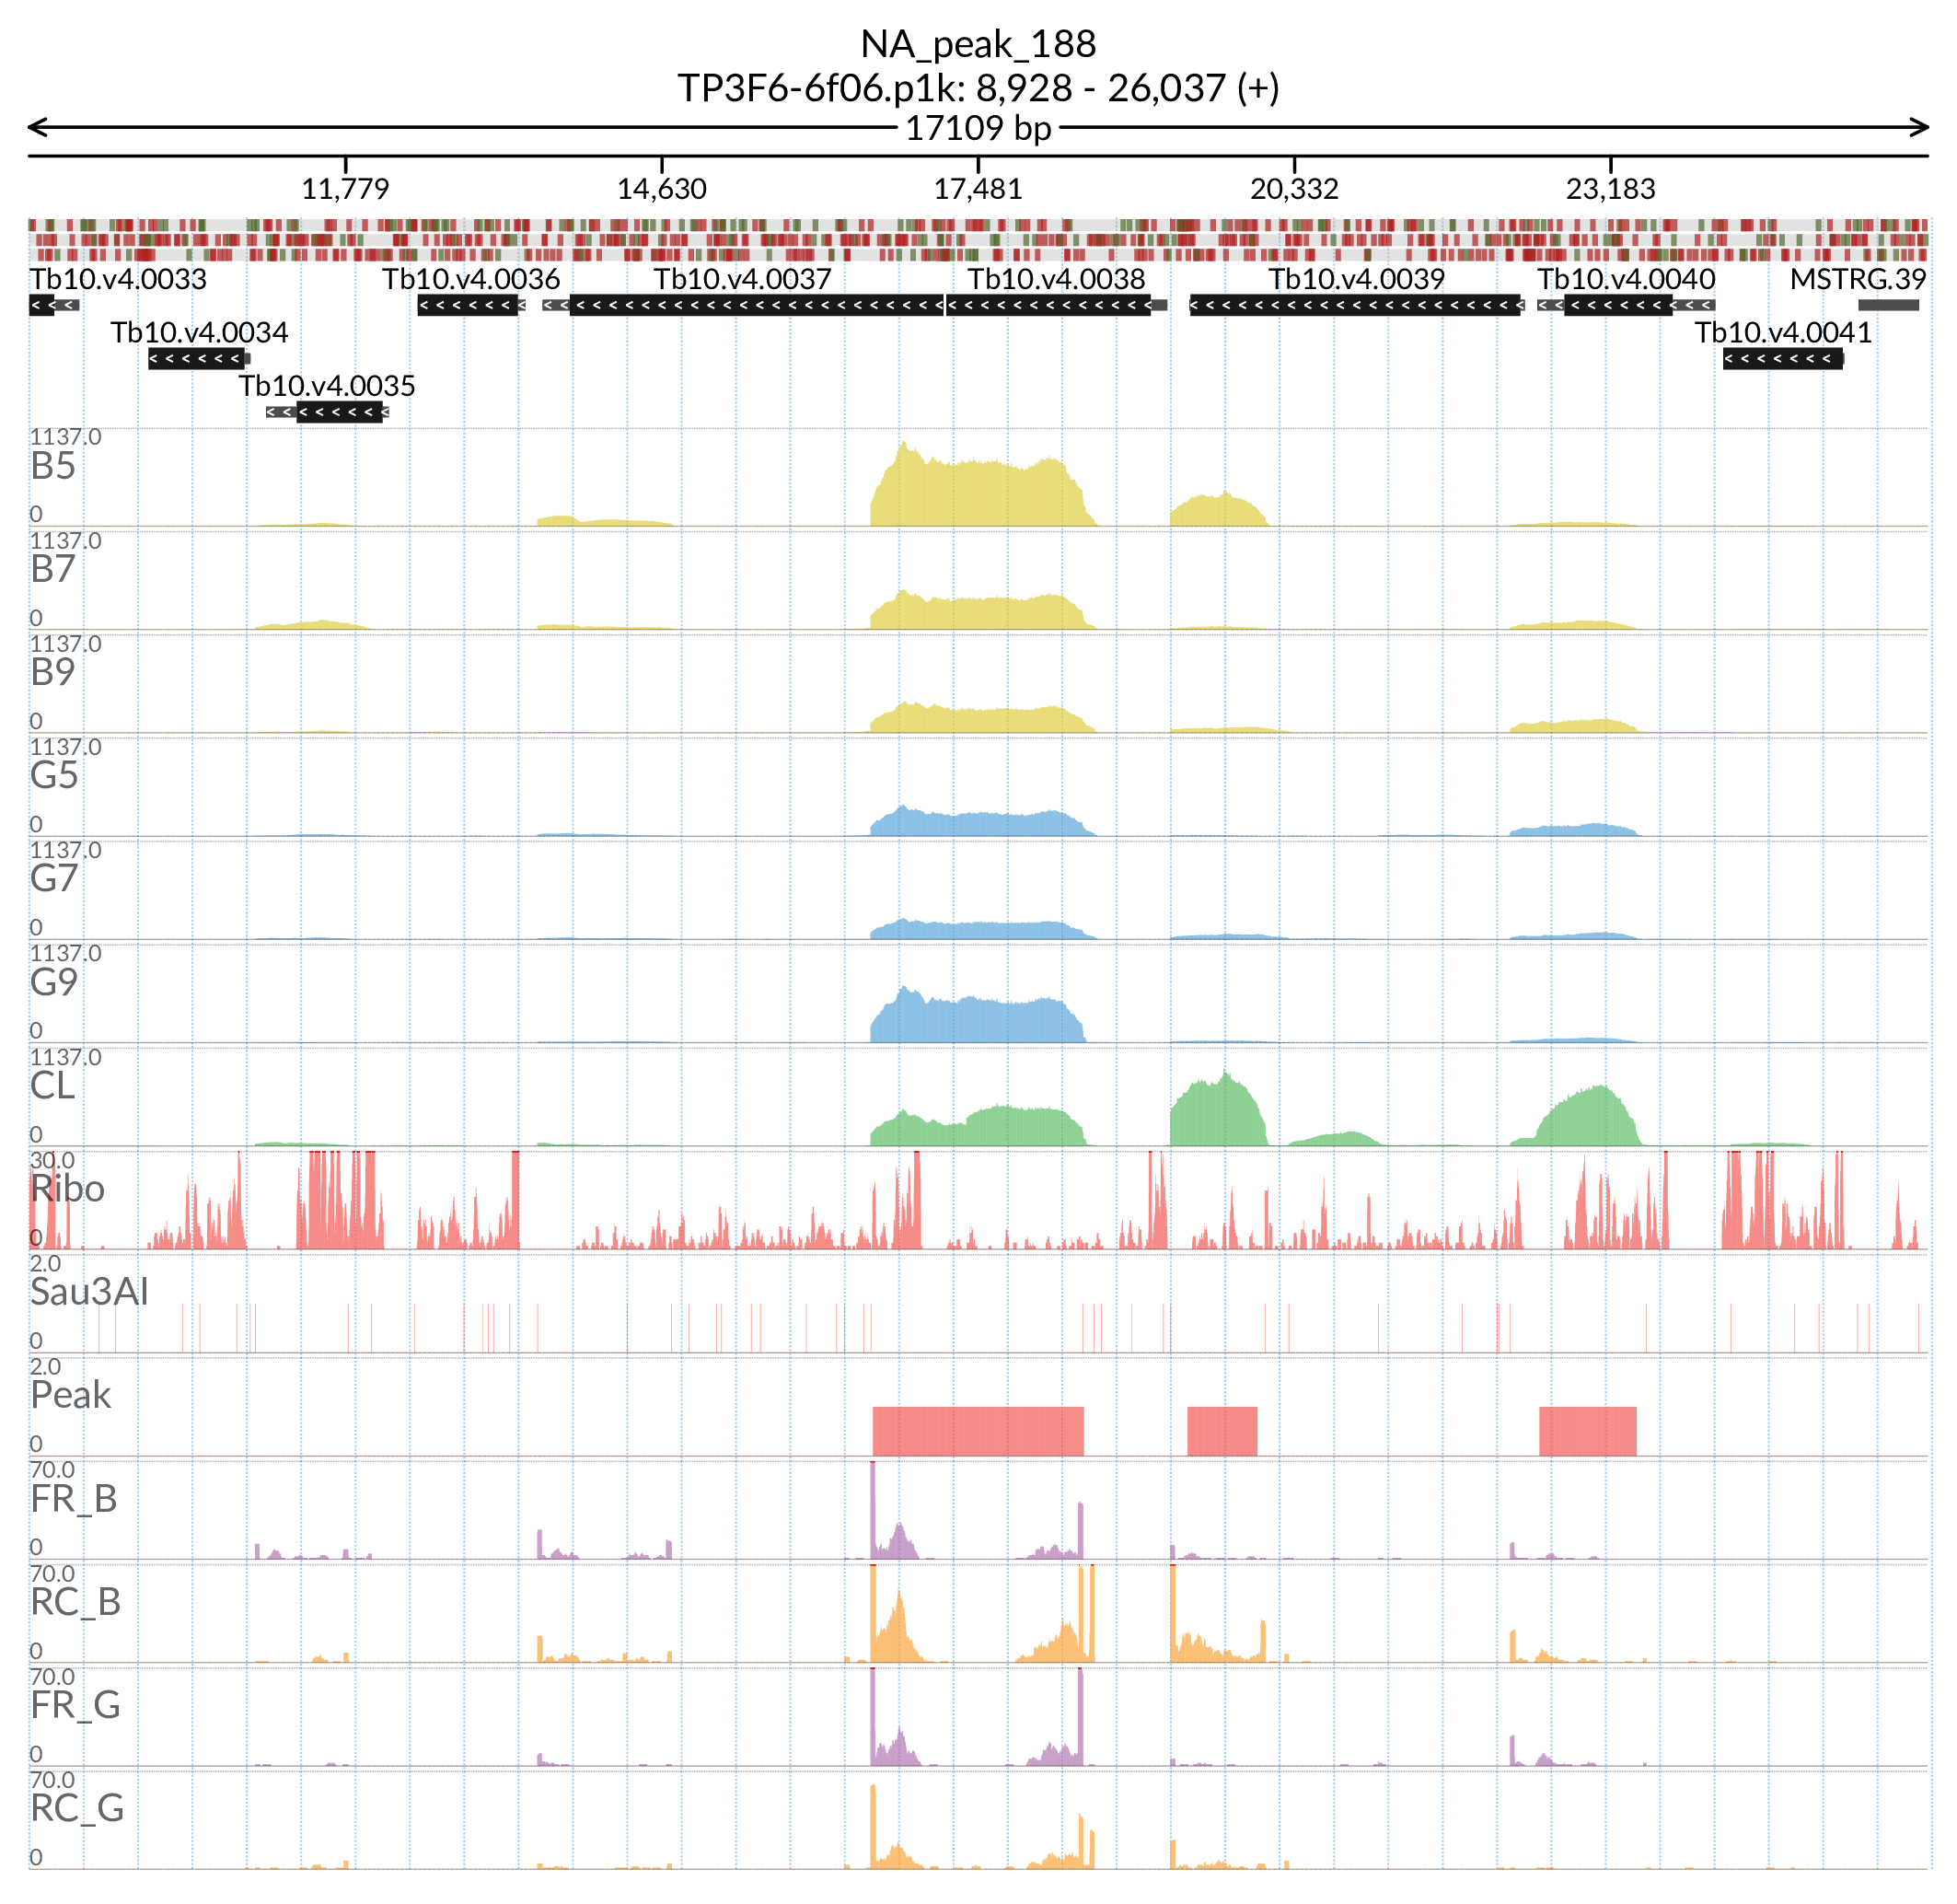 NA_peak_188
TP3F6-6f06.p1k: 8,928 - 26,037 (+)
17109 bp
11,779 14,630 17,481 20,332 23,183
Tb10.v4.0033 Tb10.v4.0036 Tb10.v4.0037 Tb10.v4.0038 Tb10.v4.0039 Tb10.v4.0040 MSTRG.39
Tb10.v4.0034 Tb10.v4.0041
Tb10.v4.0035
1137.0
B5
0
1137.0
B7
0
1137.0
B9
0
1137.0
G5
0
1137.0
G7
0
1137.0
G9
0
1137.0
CL
0
30.0
Ribo
0
2.0
Sau3AI
0
2.0
Peak
0
70.0
FR_B
0
70.0
RC_B
0
70.0
FR_G
0
70.0
RC_G
0